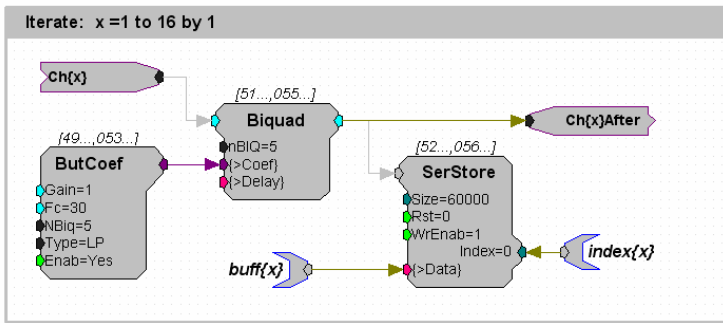 Iterate: x =1 to 16 by 1
Ch{x}
[51...,055...]
Biquad
nBIQ=5
{>Coef}
{>Delay}
Ch{x}After
[49...,053...]
ButCoef
Gain=1
Fc=30
NBiq=5
Type=LP
Enab=Yes
[52...,056...]
SerStore
Size=60000
Rst=0
WrEnab=1
Index=0
{>Data}
buff{x}
index{x}